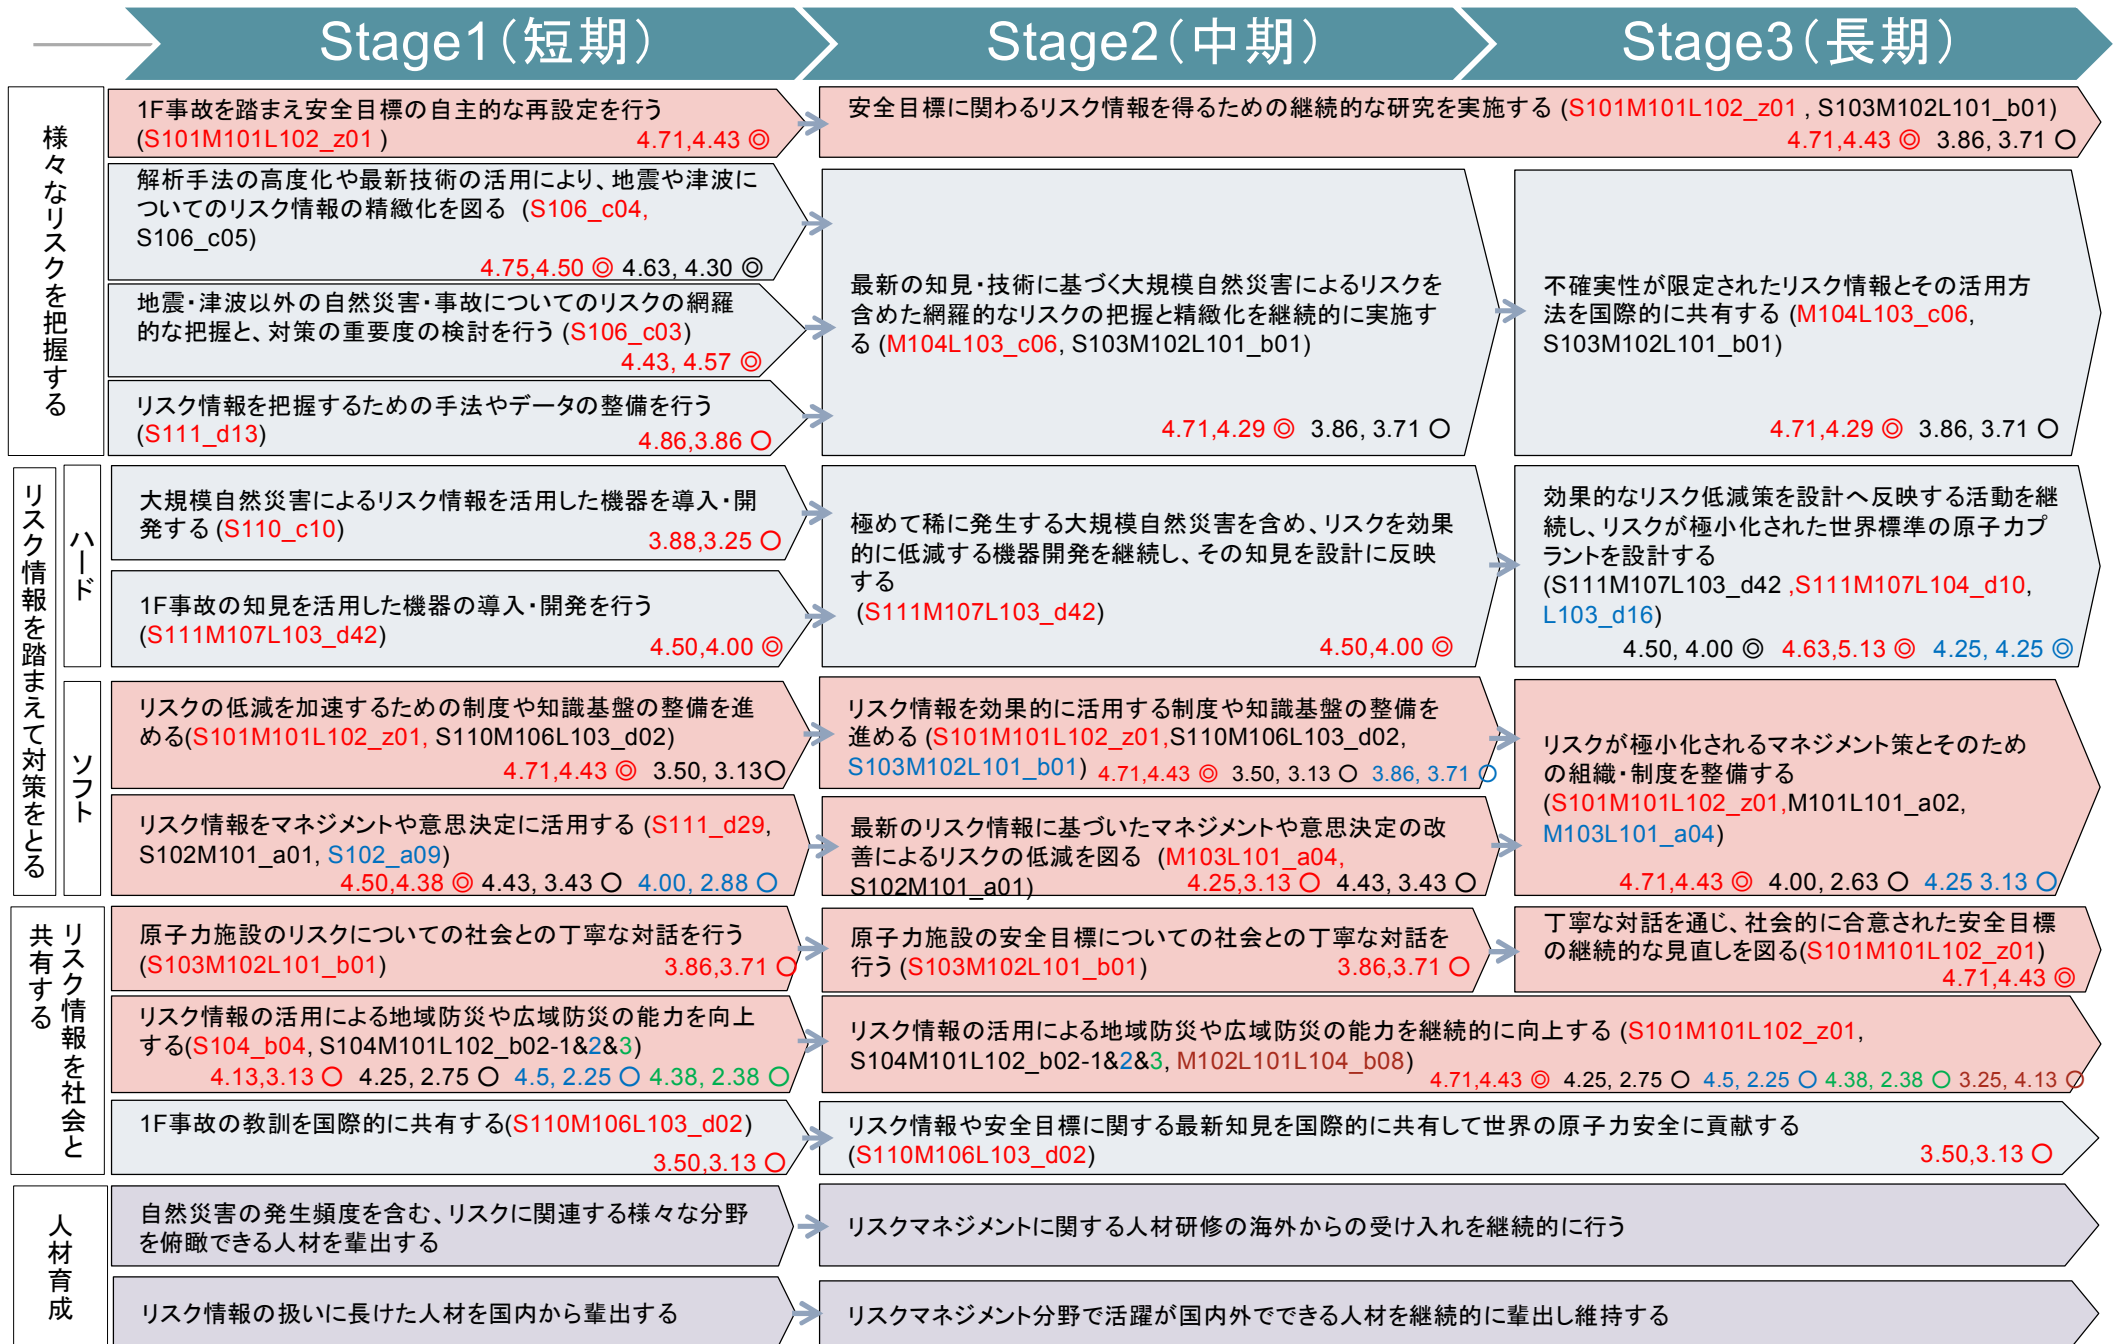 Stage1（短期）
Stage2（中期）
Stage3（長期）
様々なリスクを把握する
1F事故を踏まえ安全目標の自主的な再設定を行う
(S101M101L102_z01 )
4.71,4.43 ◎
安全目標に関わるリスク情報を得るための継続的な研究を実施する (S101M101L102_z01 , S103M102L101_b01)
4.71,4.43 ◎ 3.86, 3.71 〇
解析手法の高度化や最新技術の活用により、地震や津波に
ついてのリスク情報の精緻化を図る (S106_c04,
S106_c05)
4.75,4.50 ◎ 4.63, 4.30 ◎
地震・津波以外の自然災害・事故についてのリスクの網羅
的な把握と、対策の重要度の検討を行う (S106_c03)
4.43, 4.57 ◎
リスク情報を把握するための手法やデータの整備を行う
(S111_d13)
4.86,3.86 〇
最新の知見・技術に基づく大規模自然災害によるリスクを
含めた網羅的なリスクの把握と精緻化を継続的に実施す
る (M104L103_c06, S103M102L101_b01)
4.71,4.29 ◎ 3.86, 3.71 〇
不確実性が限定されたリスク情報とその活用方
法を国際的に共有する (M104L103_c06,
S103M102L101_b01)
4.71,4.29 ◎ 3.86, 3.71 〇
リスク情報を踏まえて対策をとる
ハード
大規模自然災害によるリスク情報を活用した機器を導入・開
発する (S110_c10)
3.88,3.25 〇
1F事故の知見を活用した機器の導入・開発を行う
(S111M107L103_d42)
4.50,4.00 ◎
極めて稀に発生する大規模自然災害を含め、リスクを効果
的に低減する機器開発を継続し、その知見を設計に反映
する
(S111M107L103_d42)
4.50,4.00 ◎
効果的なリスク低減策を設計へ反映する活動を継
続し、リスクが極小化された世界標準の原子力プ
ラントを設計する
(S111M107L103_d42 ,S111M107L104_d10,
L103_d16)
4.50, 4.00 ◎ 4.63,5.13 ◎ 4.25, 4.25 ◎
ソフト
リスクの低減を加速するための制度や知識基盤の整備を進
める(S101M101L102_z01, S110M106L103_d02)
4.71,4.43 ◎ 3.50, 3.13〇
リスク情報を効果的に活用する制度や知識基盤の整備を
進める (S101M101L102_z01,S110M106L103_d02,
S103M102L101_b01) 4.71,4.43 ◎ 3.50, 3.13 〇 3.86, 3.71 〇
リスクが極小化されるマネジメント策とそのため
の組織・制度を整備する
(S101M101L102_z01,M101L101_a02,
M103L101_a04)
4.71,4.43 ◎ 4.00, 2.63 〇 4.25 3.13 〇
リスク情報をマネジメントや意思決定に活用する (S111_d29,
S102M101_a01, S102_a09)
4.50,4.38 ◎ 4.43, 3.43 〇 4.00, 2.88 〇
最新のリスク情報に基づいたマネジメントや意思決定の改
善によるリスクの低減を図る (M103L101_a04,
S102M101_a01) 4.25,3.13 〇 4.43, 3.43 〇
リスク情報を社会と
共有する
原子力施設のリスクについての社会との丁寧な対話を行う
(S103M102L101_b01)
3.86,3.71 〇
原子力施設の安全目標についての社会との丁寧な対話を
行う (S103M102L101_b01)
3.86,3.71 〇
丁寧な対話を通じ、社会的に合意された安全目標
の継続的な見直しを図る(S101M101L102_z01)
4.71,4.43 ◎
リスク情報の活用による地域防災や広域防災の能力を向上
する(S104_b04, S104M101L102_b02-1&2&3)
4.13,3.13 〇 4.25, 2.75 〇 4.5, 2.25 〇 4.38, 2.38 〇
リスク情報の活用による地域防災や広域防災の能力を継続的に向上する (S101M101L102_z01,
S104M101L102_b02-1&2&3, M102L101L104_b08)
4.71,4.43 ◎ 4.25, 2.75 〇 4.5, 2.25 〇 4.38, 2.38 〇 3.25, 4.13 〇
1F事故の教訓を国際的に共有する(S110M106L103_d02)
3.50,3.13 〇
リスク情報や安全目標に関する最新知見を国際的に共有して世界の原子力安全に貢献する
(S110M106L103_d02)
3.50,3.13 〇
人材育成
自然災害の発生頻度を含む、リスクに関連する様々な分野
を俯瞰できる人材を輩出する
リスクマネジメントに関する人材研修の海外からの受け入れを継続的に行う
リスク情報の扱いに長けた人材を国内から輩出する
リスクマネジメント分野で活躍が国内外でできる人材を継続的に輩出し維持する